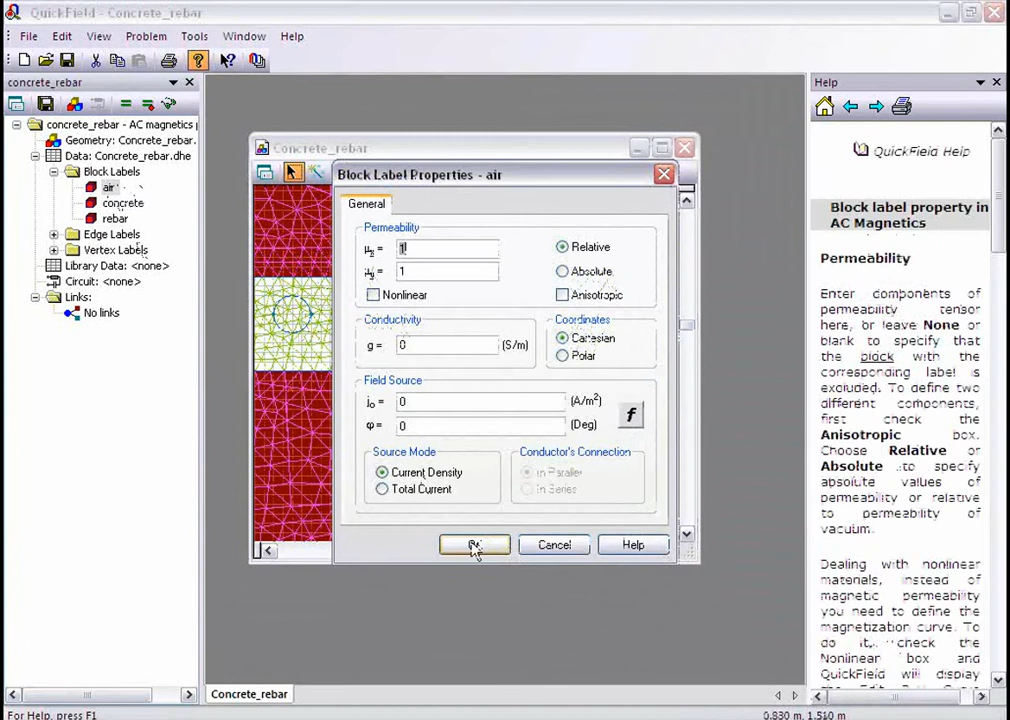 QuickField - Concrete_rebar
File Edit View Problem Tools Window Help
concrete_rebar
concrete_rebar - AC magnetics p
Geometry: Concrete_rebar.
Data: Concrete_rebar.dhe
Block Labels
air
concrete
rebar
Edge Labels
Vertex Labels
Library Data: <none>
Circuit: <none>
Links:
No links
Concrete_rebar
Block Label Properties - air
General
Permeability
μx = 1
μy = 1
Nonlinear
Relative
Absolute
Anisotropic
Conductivity
g = 0 (S/m)
Coordinates
Cartesian
Polar
Field Source
j0 = 0 (A/m²)
φ = 0 (Deg)
f
Source Mode
Current Density
Total Current
Conductor's Connection
In Parallel
In Series
OK Cancel Help
Concrete_rebar
Help
QuickField Help
Block label property in
AC Magnetics
Permeability
Enter components of
permeability tensor
here, or leave None or
blank to specify that
the block with the
corresponding label is
excluded. To define two
different components,
first check the
Anisotropic box.
Choose Relative or
Absolute to specify
absolute values of
permeability or relative
to permeability of
vacuum.
Dealing with nonlinear
materials, instead of
magnetic permeability
you need to define the
magnetization curve. To
do it, check the
Nonlinear box and
QuickField will display
For Help, press F1
0.830 m, 1.510 m